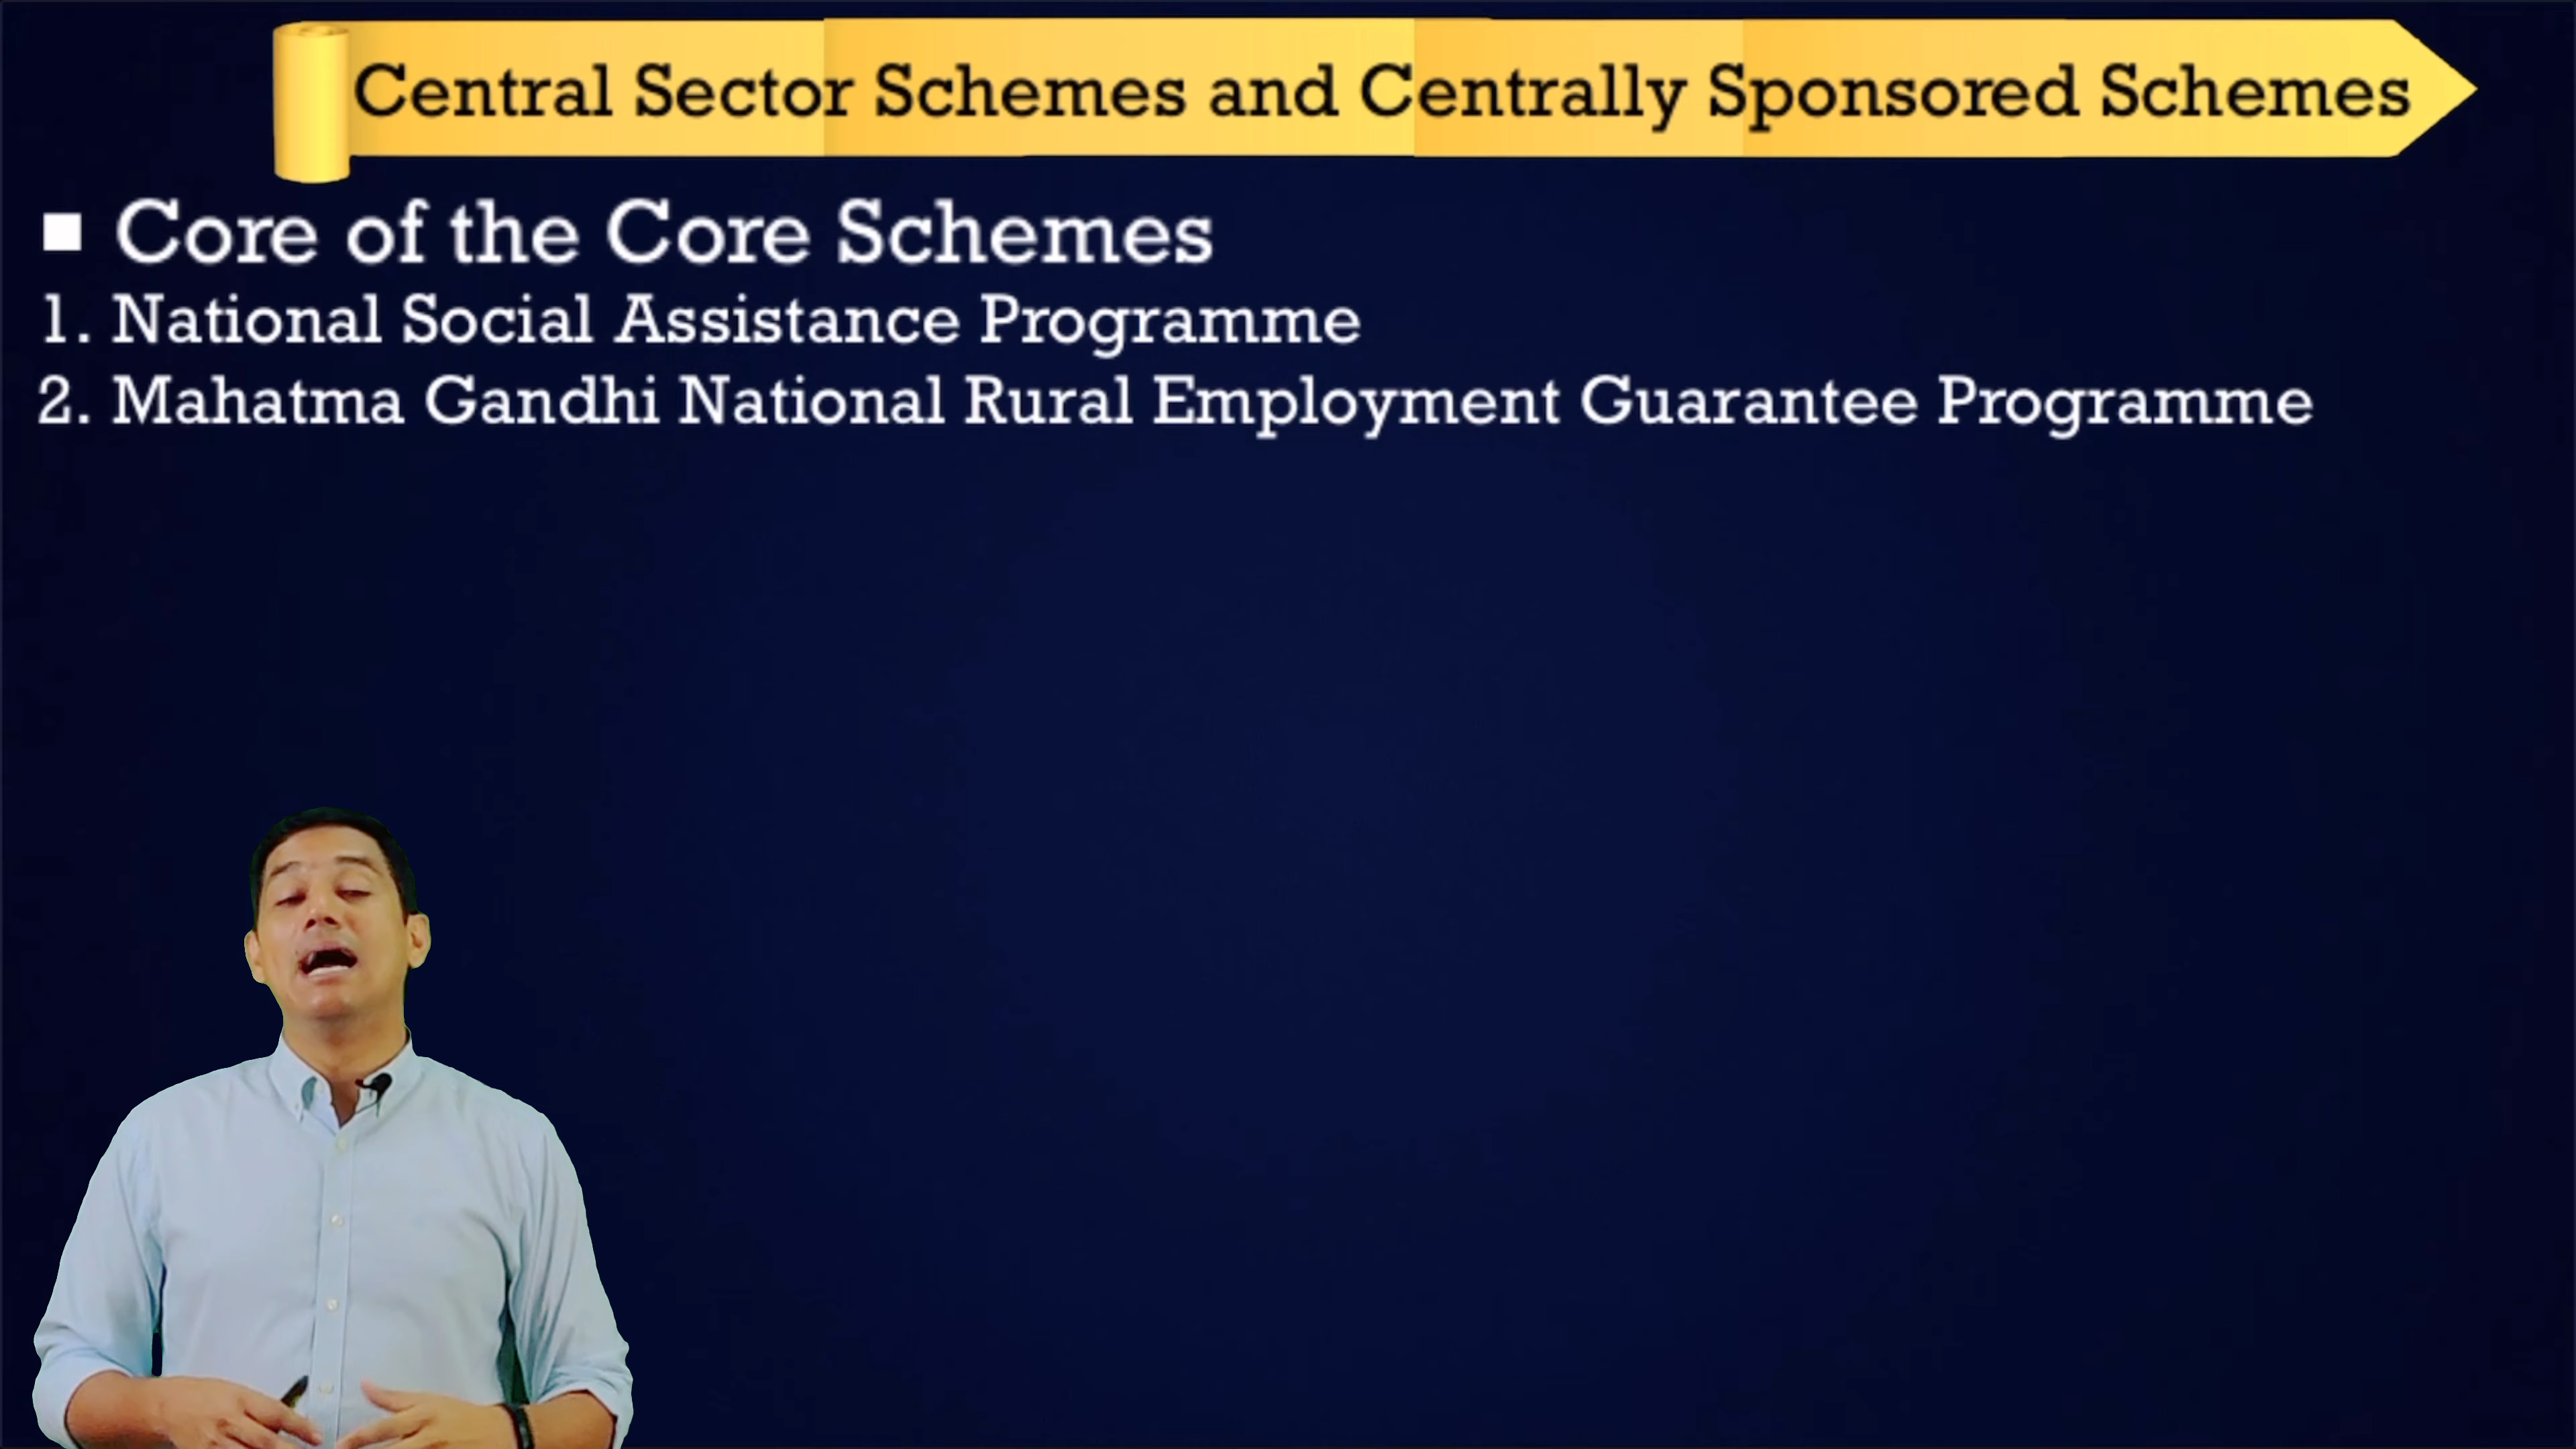 Central Sector Schemes and Centrally Sponsored Schemes
■ Core of the Core Schemes
1. National Social Assistance Programme
2. Mahatma Gandhi National Rural Employment Guarantee Programme